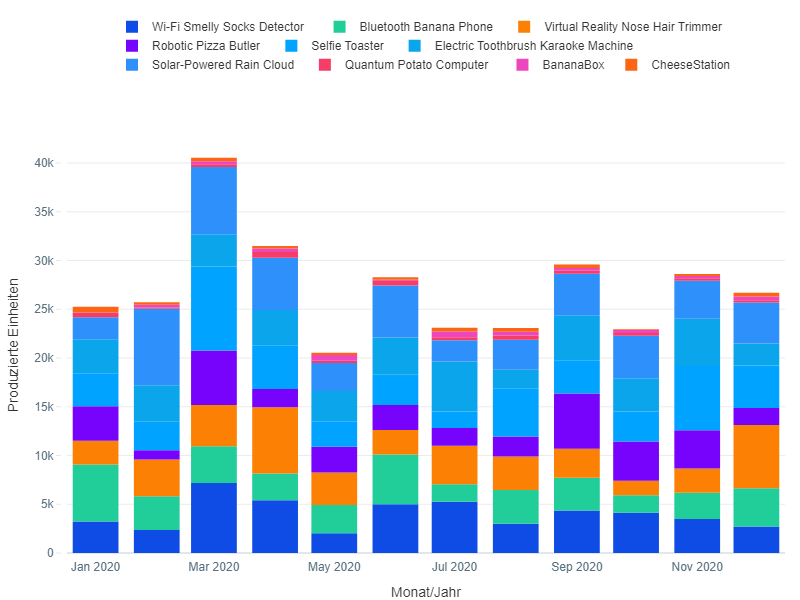 Wi-Fi Smelly Socks Detector Bluetooth Banana Phone Virtual Reality Nose Hair Trimmer
Robotic Pizza Butler Selfie Toaster Electric Toothbrush Karaoke Machine
Solar-Powered Rain Cloud Quantum Potato Computer BananaBox CheeseStation
40k
35k
30k
25k
20k
15k
10k
5k
0
Produzierte Einheiten
Jan 2020 Mar 2020 May 2020 Jul 2020 Sep 2020 Nov 2020
Monat/Jahr